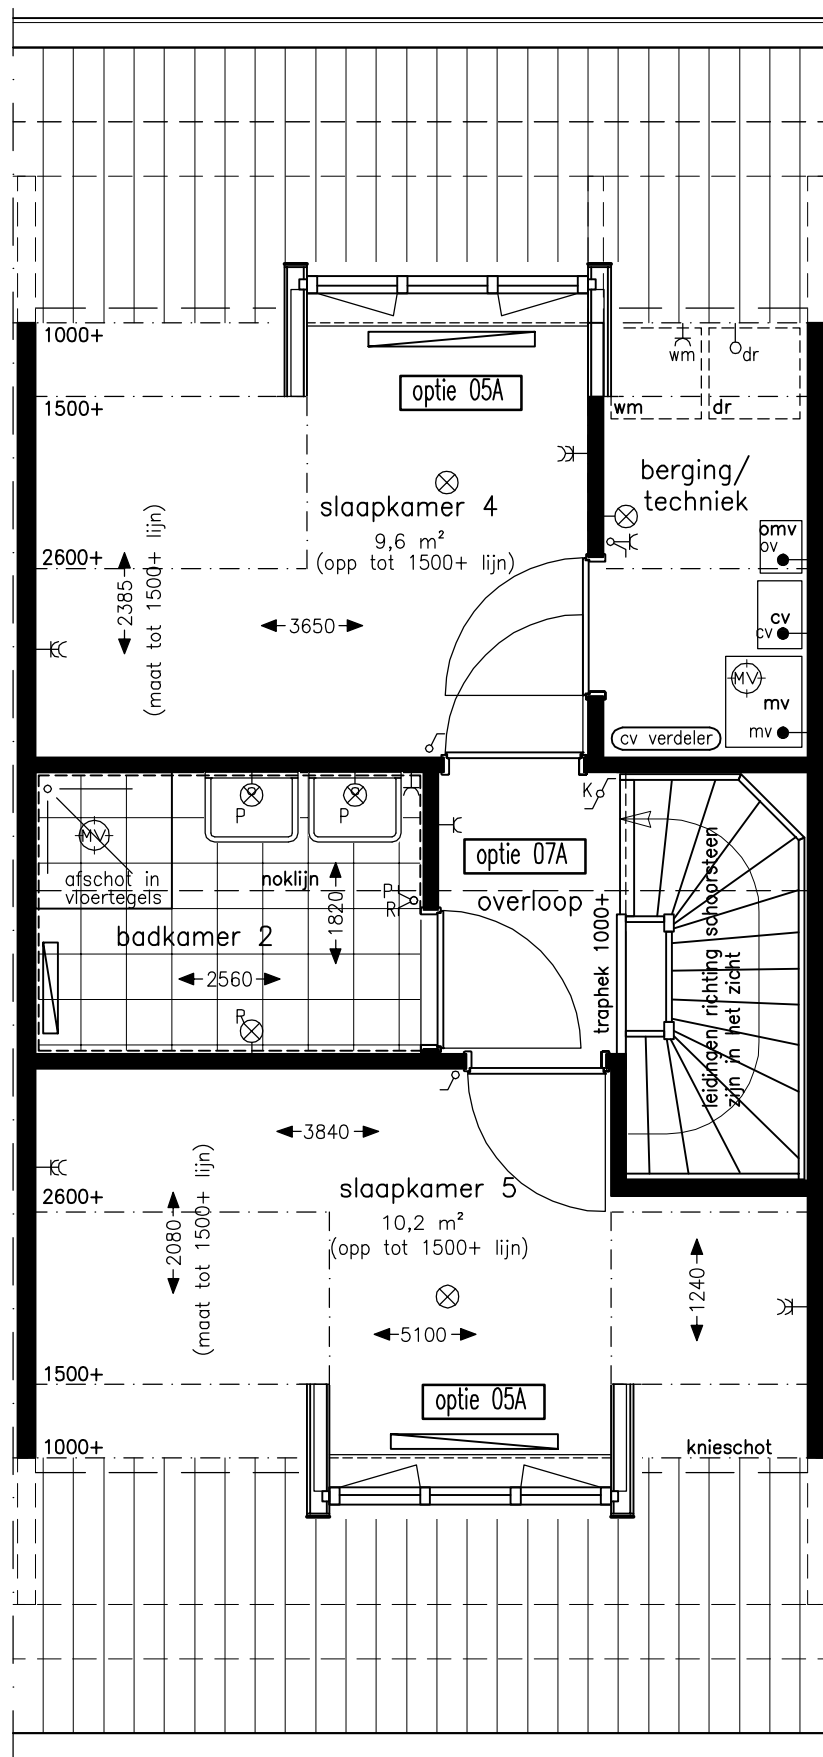 1000+
wm
dr
optie 05A
1500+
wm
dr
berging/
techniek
slaapkamer 4
9,6 m²
(opp tot 1500+ lijn)
omv
ov
2600+
2385
(maat tot 1500+ lijn)
3650
cv
cv
MV
mv
mv
cv verdeler
K
P
P
MV
optie 07A
afschot in
vloertegels
noklijn
P
R
1820
overloop
badkamer 2
2560
R
traphek 1000+
leidingen richting schoorsteen
zijn in het zicht
3840
slaapkamer 5
10,2 m²
(opp tot 1500+ lijn)
2600+
2080
(maat tot 1500+ lijn)
1240
5100
1500+
optie 05A
1000+
knieschot